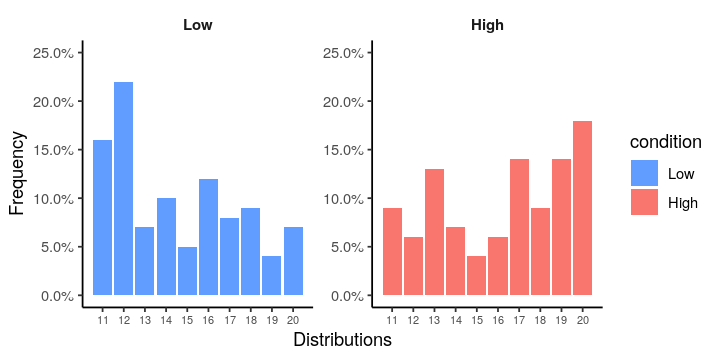 Low
High
25.0%
20.0%
15.0%
10.0%
5.0%
0.0%
25.0%
20.0%
15.0%
10.0%
5.0%
0.0%
Frequency
11 12 13 14 15 16 17 18 19 20
11 12 13 14 15 16 17 18 19 20
Distributions
condition
Low
High